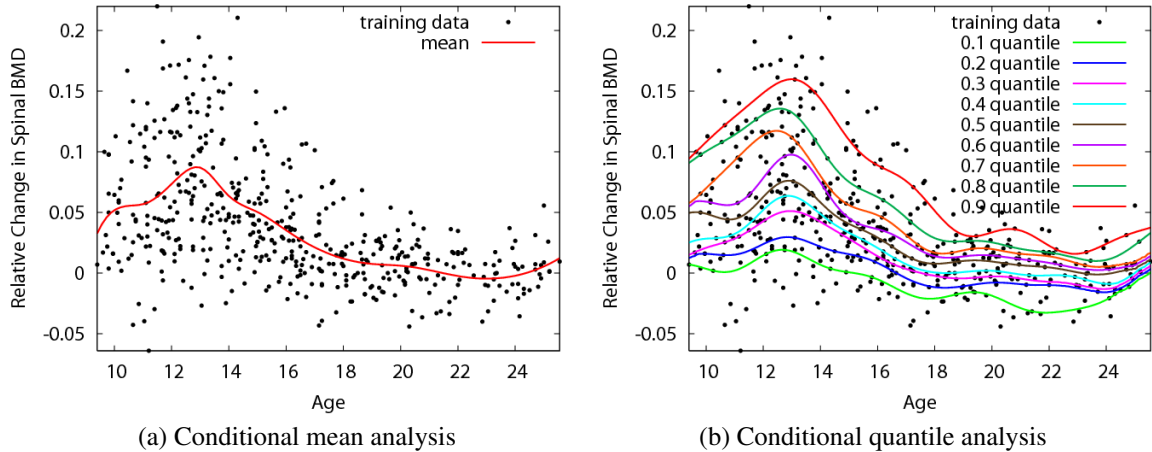 training data
mean
Relative Change in Spinal BMD
0.2
0.15
0.1
0.05
0
-0.05
10 12 14 16 18 20 22 24
Age
(a) Conditional mean analysis
training data
0.1 quantile
0.2 quantile
0.3 quantile
0.4 quantile
0.5 quantile
0.6 quantile
0.7 quantile
0.8 quantile
0.9 quantile
Relative Change in Spinal BMD
0.2
0.15
0.1
0.05
0
-0.05
10 12 14 16 18 20 22 24
Age
(b) Conditional quantile analysis